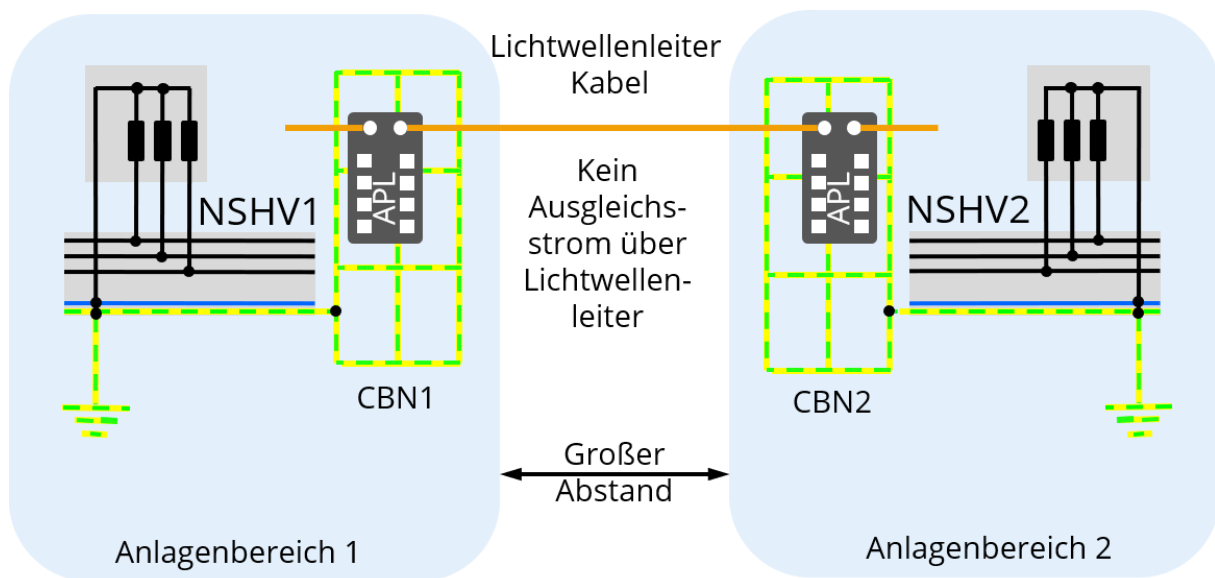 Lichtwellenleiter
Kabel
NSHV1
APL
Kein
Ausgleichs-
strom über
Lichtwellen-
leiter
APL
NSHV2
CBN1
CBN2
Großer
Abstand
Anlagenbereich 1
Anlagenbereich 2